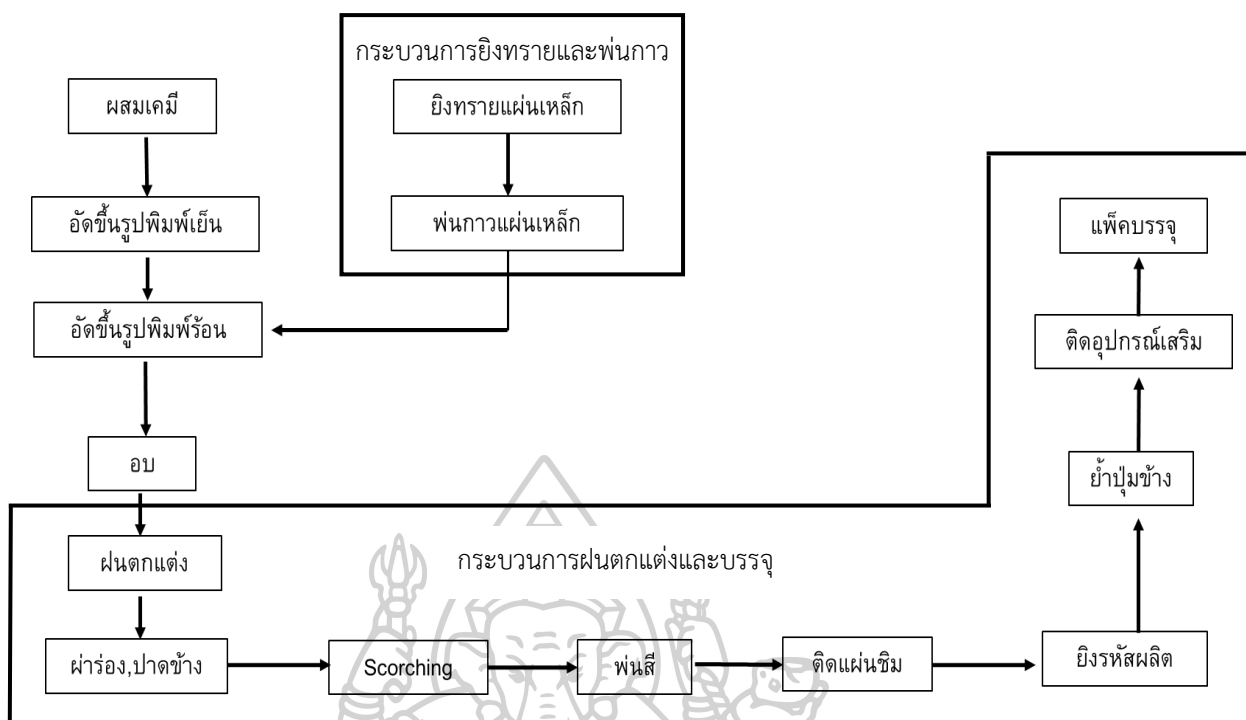 กระบวนการยิงทรายและพ่นกาว
ผสมเคมี
ยิงทรายแผ่นเหล็ก
อัดขึ้นรูปพิมพ์เย็น
พ่นกาวแผ่นเหล็ก
แพ็คบรรจุ
อัดขึ้นรูปพิมพ์ร้อน
ติดอุปกรณ์เสริม
อบ
ย้ำปุ่มข้าง
ฝนตกแต่ง
กระบวนการฝนตกแต่งและบรรจุ
ผ่าร่อง,ปาดข้าง
Scorching
พ่นสี
ติดแผ่นชิม
ยิงรหัสผลิต